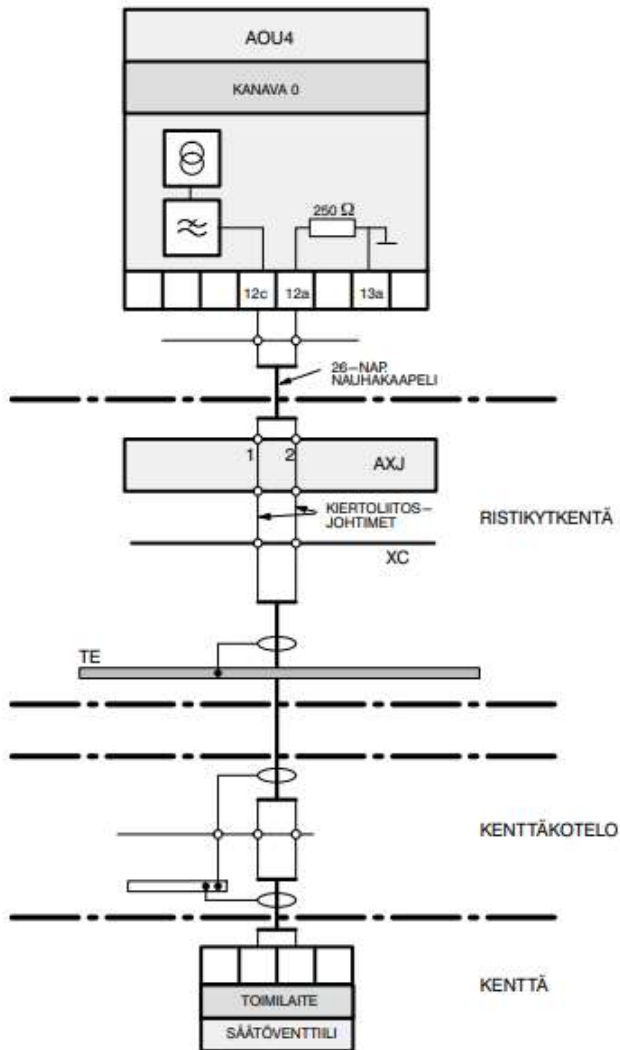 AOU4
KANAVA 0
250 Ω
12c 12a 13a
26–NAP.
NAUHAKAAPELI
1 2 AXJ
KIERTOLIITOS–
JOHTIMET
RISTIKYTKENTÄ
XC
TE
KENTTÄKOTELO
KENTTÄ
TOIMILAITE
SÄÄTÖVENTTIILI